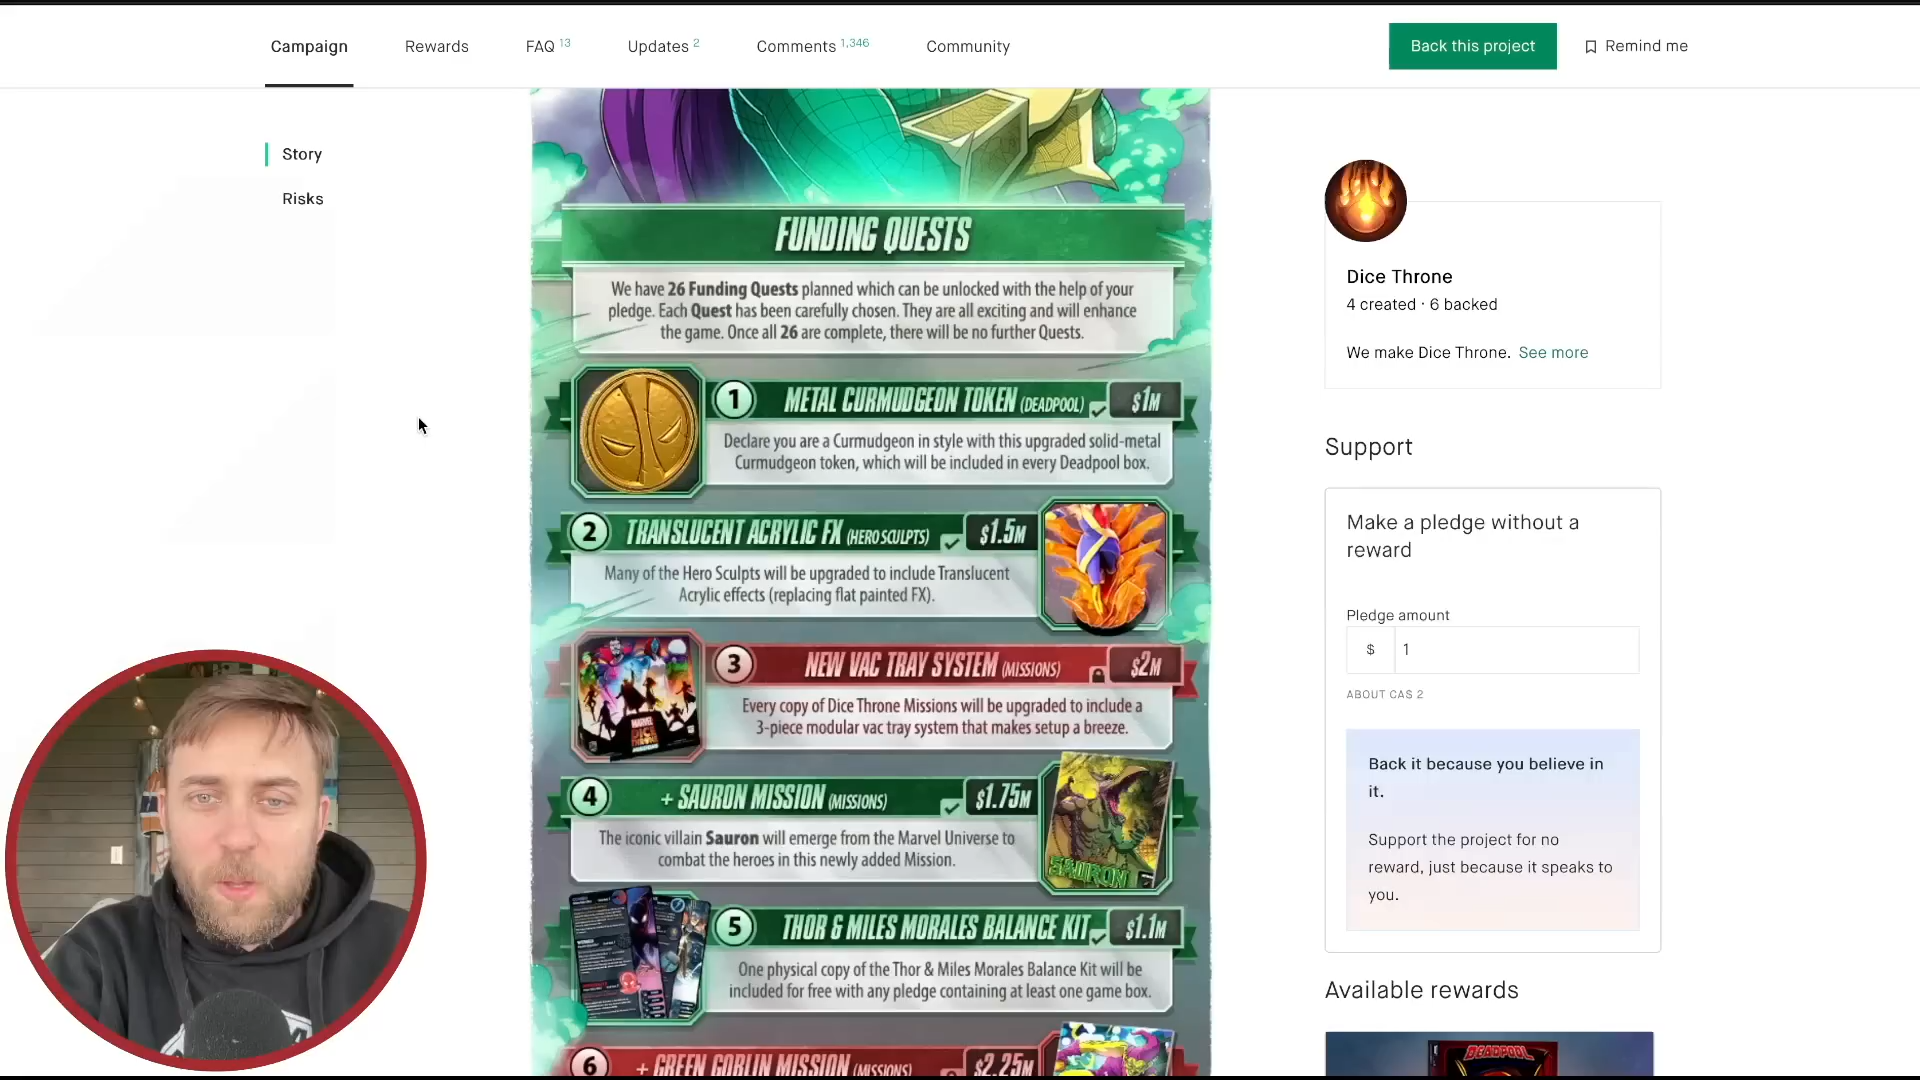 Campaign
Rewards
FAQ 13
Updates 2
Comments 1,346
Community
Back this project
Remind me
Story
Risks
FUNDING QUESTS
We have 26 Funding Quests planned which can be unlocked with the help of your
pledge. Each Quest has been carefully chosen. They are all exciting and will enhance
the game. Once all 26 are complete, there will be no further Quests.
1 METAL CURMUDGEON TOKEN (DEADPOOL) $1M
Declare you are a Curmudgeon in style with this upgraded solid-metal
Curmudgeon token, which will be included in every Deadpool box.
2 TRANSLUCENT ACRYLIC FX (HERO SCULPTS) $1.5M
Many of the Hero Sculpts will be upgraded to include Translucent
Acrylic effects (replacing flat painted FX).
3 NEW VAC TRAY SYSTEM (MISSIONS) $2M
Every copy of Dice Throne Missions will be upgraded to include a
3-piece modular vac tray system that makes setup a breeze.
MARVEL
DICE
THRONE
4 + SAURON MISSION (MISSIONS) $1.75M
The iconic villain Sauron will emerge from the Marvel Universe to
combat the heroes in this newly added Mission.
SAURON
5 THOR & MILES MORALES BALANCE KIT $1.1M
One physical copy of the Thor & Miles Morales Balance Kit will be
included for free with any pledge containing at least one game box.
6 + GREEN GOBLIN MISSION (MISSIONS) $2.25M
Dice Throne
4 created · 6 backed
We make Dice Throne. See more
Support
Make a pledge without a
reward
Pledge amount
$ 1
ABOUT CA$ 2
Back it because you believe in
it.
Support the project for no
reward, just because it speaks to
you.
Available rewards
DEADPOOL